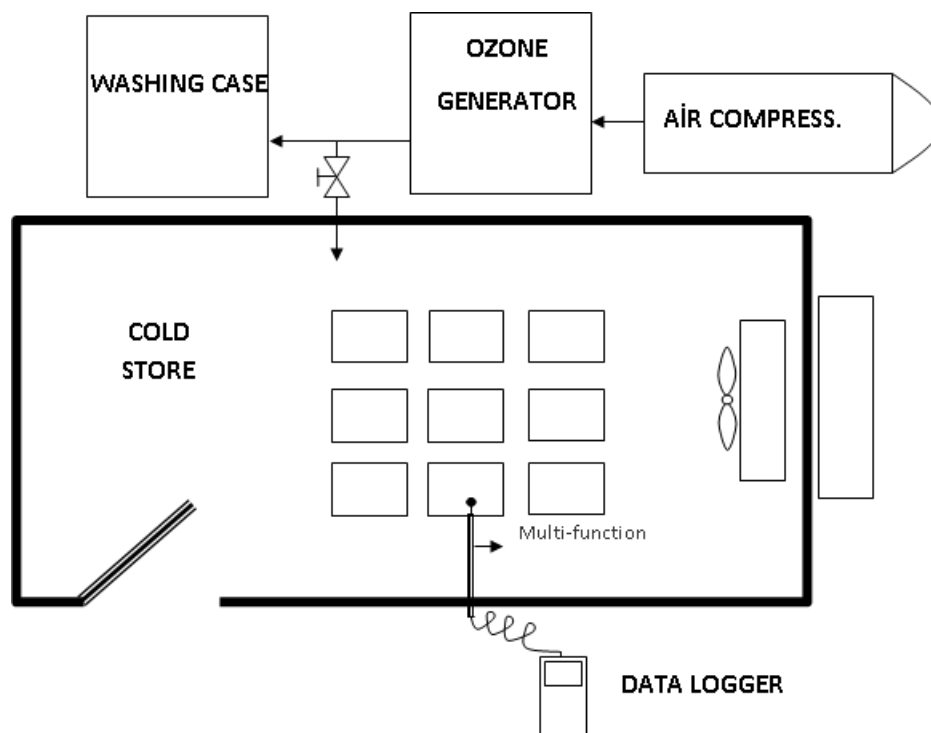 WASHING CASE
OZONE
GENERATOR
AİR COMPRESS.
COLD
STORE
Multi-function
DATA LOGGER